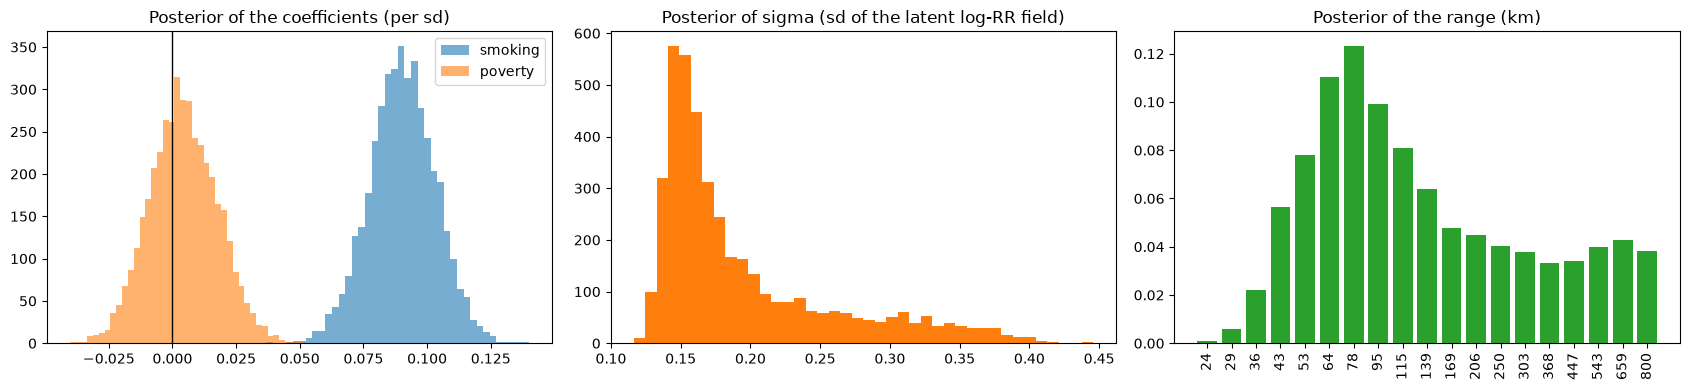 Posterior of the coefficients (per sd)
350
300
250
200
150
100
50
0
−0.025 0.000 0.025 0.050 0.075 0.100 0.125
smoking
poverty
Posterior of sigma (sd of the latent log-RR field)
600
500
400
300
200
100
0
0.10 0.15 0.20 0.25 0.30 0.35 0.40 0.45
Posterior of the range (km)
0.12
0.10
0.08
0.06
0.04
0.02
0.00
24 29 36 43 53 64 78 95 115 139 169 206 250 303 368 447 543 659 800